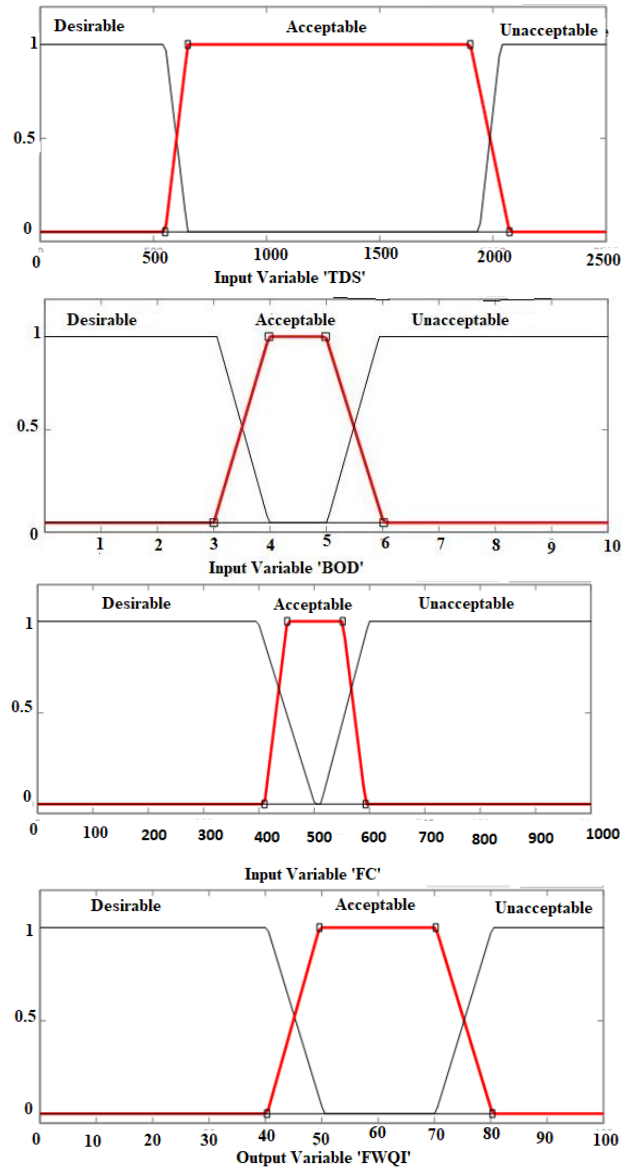 Desirable Acceptable Unacceptable
1
0.5
0
0 500 1000 1500 2000 2500
Input Variable 'TDS'
Desirable Acceptable Unacceptable
1
0.5
0
1 2 3 4 5 6 7 8 9 10
Input Variable 'BOD'
Desirable Acceptable Unacceptable
1
0.5
0
0 100 200 300 400 500 600 700 800 900 1000
Input Variable 'FC'
Desirable Acceptable Unacceptable
1
0.5
0
0 10 20 30 40 50 60 70 80 90 100
Output Variable 'FWQI'